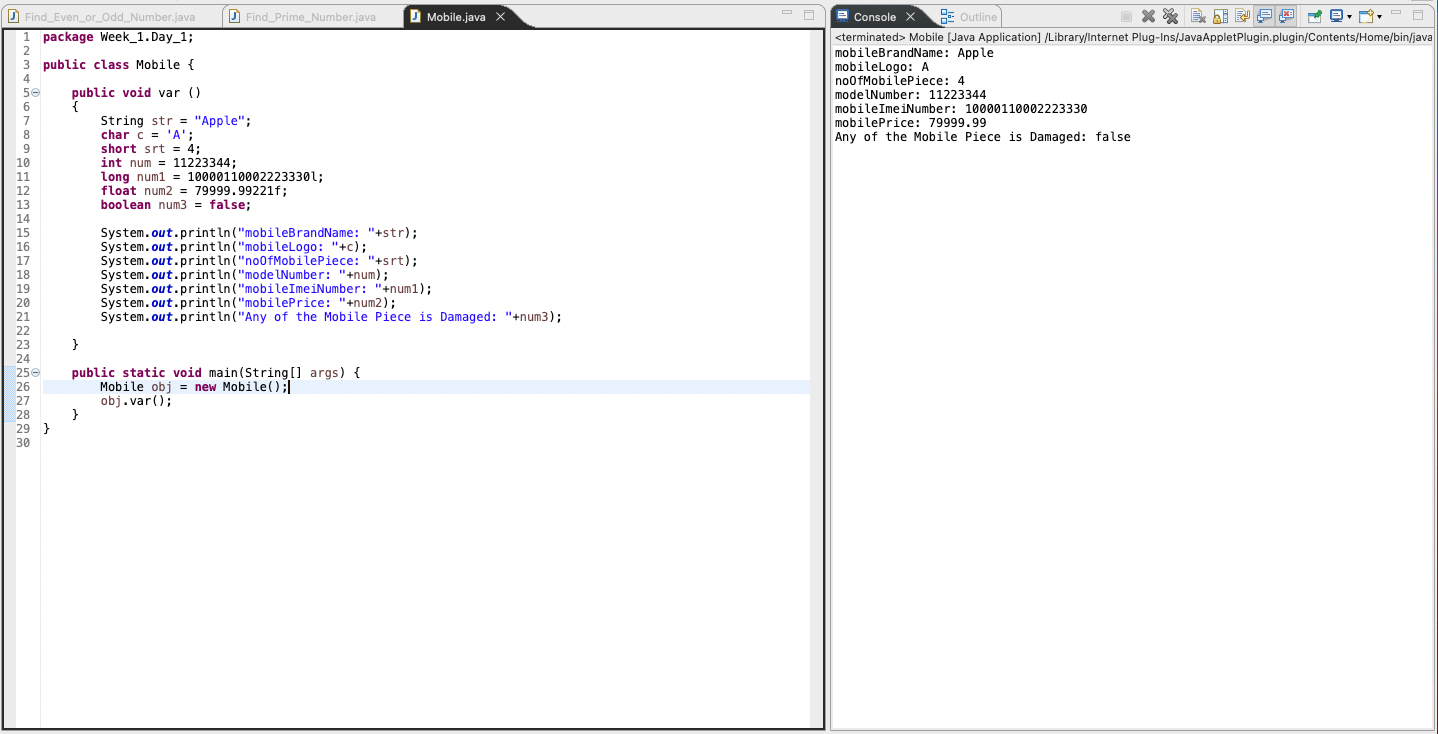 Find_Even_or_Odd_Number.java
Find_Prime_Number.java
Mobile.java
1 package Week_1.Day_1;
2
3 public class Mobile {
4
5 public void var ()
6 {
7 String str = "Apple";
8 char c = 'A';
9 short srt = 4;
10 int num = 11223344;
11 long num1 = 10000110002223330l;
12 float num2 = 79999.99221f;
13 boolean num3 = false;
14
15 System.out.println("mobileBrandName: "+str);
16 System.out.println("mobileLogo: "+c);
17 System.out.println("noOfMobilePiece: "+srt);
18 System.out.println("modelNumber: "+num);
19 System.out.println("mobileImeiNumber: "+num1);
20 System.out.println("mobilePrice: "+num2);
21 System.out.println("Any of the Mobile Piece is Damaged: "+num3);
22
23 }
24
25 public static void main(String[] args) {
26 Mobile obj = new Mobile();
27 obj.var();
28 }
29 }
30
Console
Outline
<terminated> Mobile [Java Application] /Library/Internet Plug-Ins/JavaAppletPlugin.plugin/Contents/Home/bin/java
mobileBrandName: Apple
mobileLogo: A
noOfMobilePiece: 4
modelNumber: 11223344
mobileImeiNumber: 10000110002223330
mobilePrice: 79999.99
Any of the Mobile Piece is Damaged: false